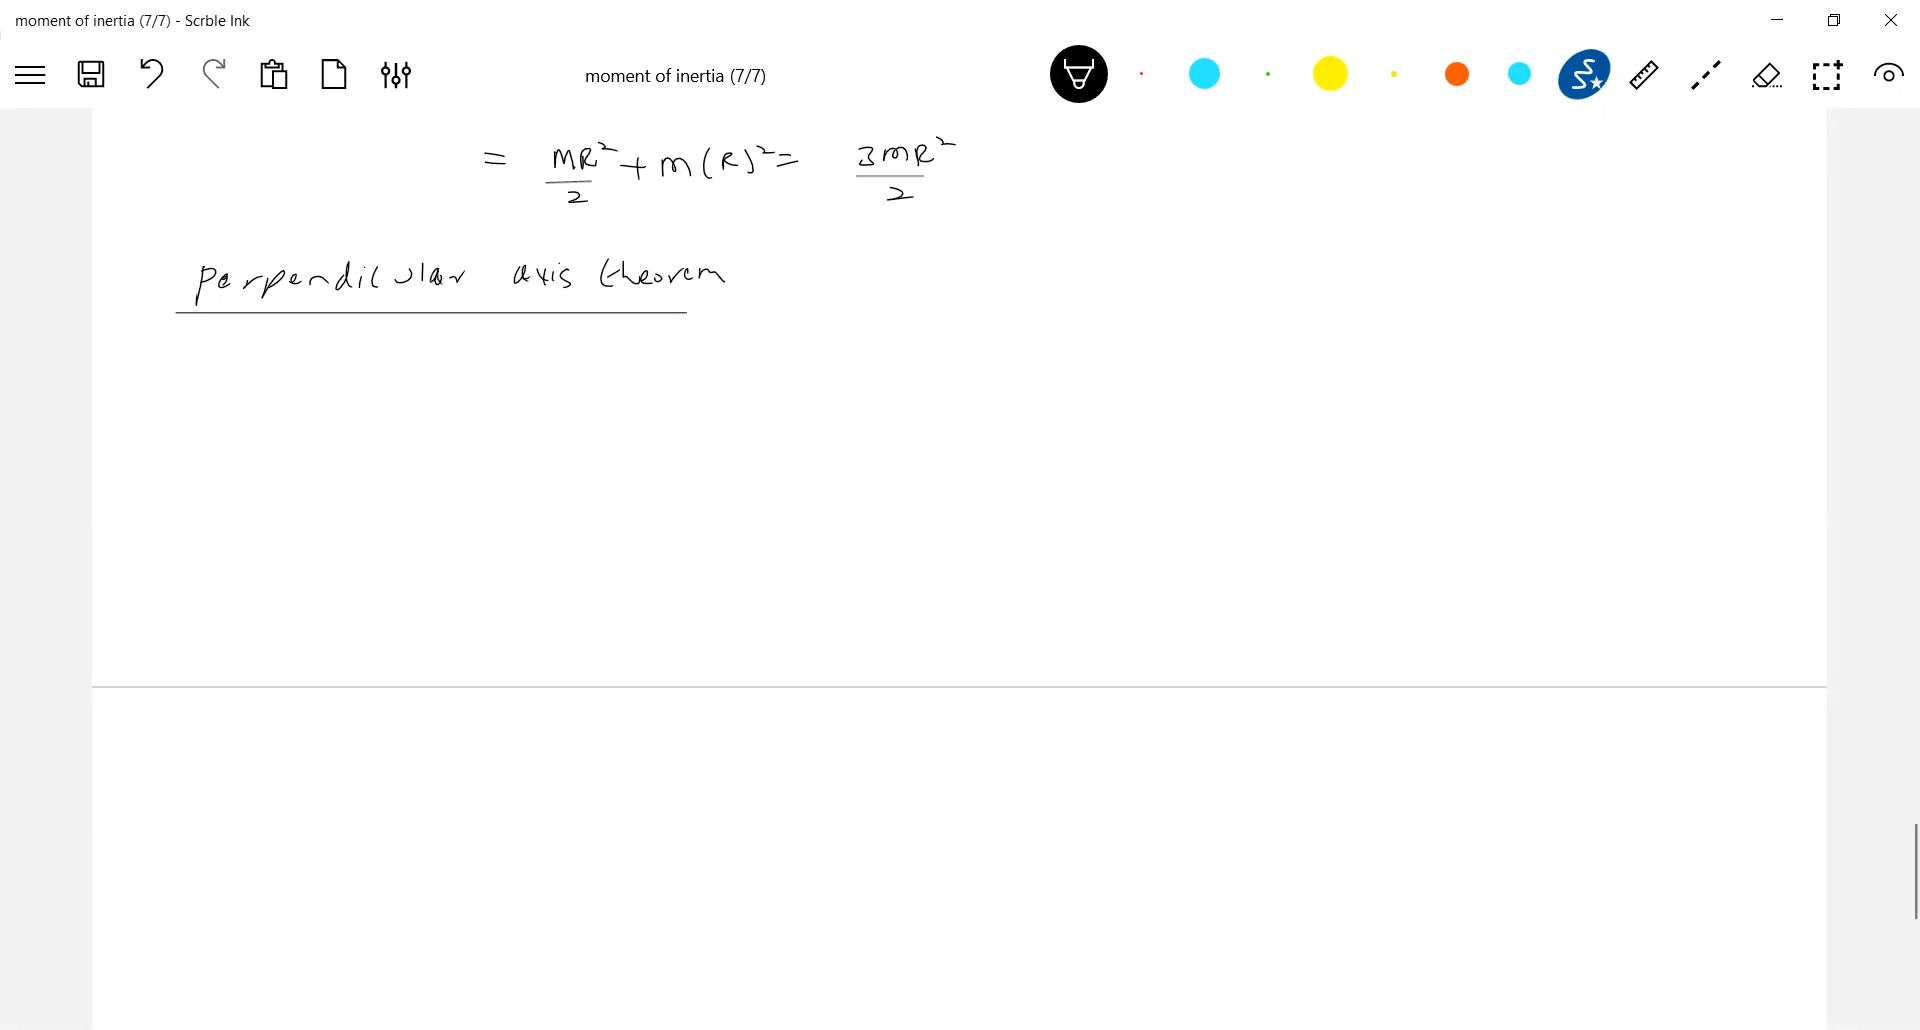 moment of inertia (7/7) - Scrble Ink
moment of inertia (7/7)
= MR²/2 + m(R)² = 3mR²/2
perpendicular axis theorem